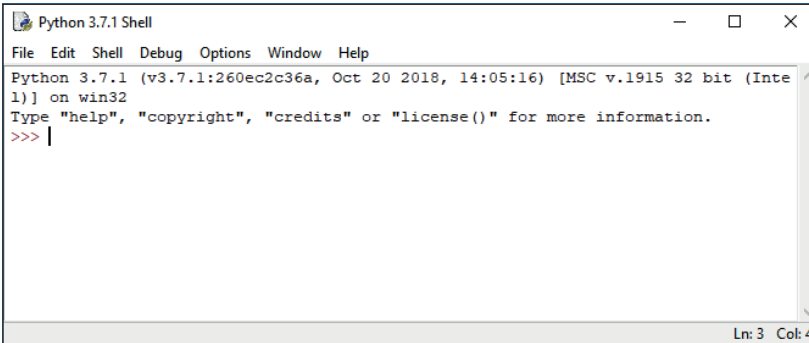 Python 3.7.1 Shell
File Edit Shell Debug Options Window Help
Python 3.7.1 (v3.7.1:260ec2c36a, Oct 20 2018, 14:05:16) [MSC v.1915 32 bit (Inte
l)] on win32
Type "help", "copyright", "credits" or "license()" for more information.
>>>
Ln: 3 Col: 4